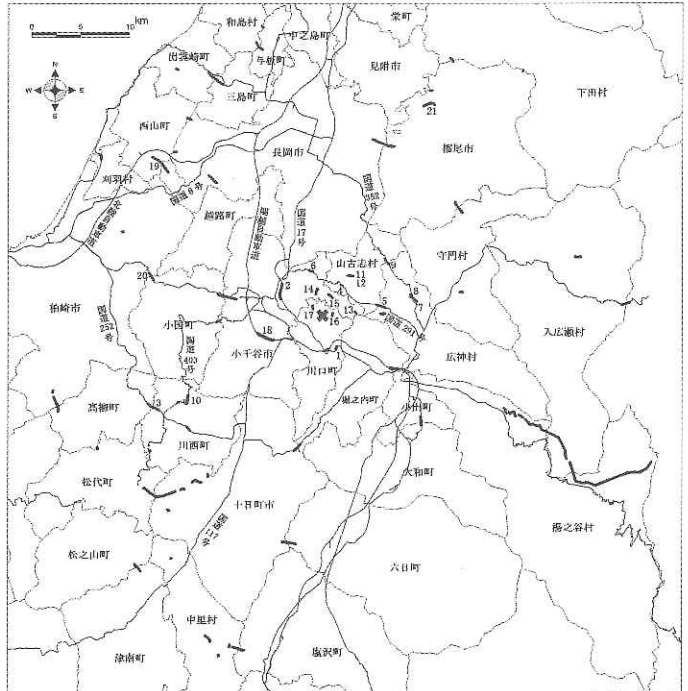 0 5 10 km
N
W E
S
和島村
中之島町
栄町
出雲崎町
与板町
見附市
三島町
下田村
21
西山町
長岡市
栃尾市
19
刈羽村
国道8号
国道352号
越路町
国道17号
山古志村
守門村
6
9
11
12
2
14
4
15
8
7
5
20
17
16
13
国道291号
柏崎市
国道252号
小国町
入広瀬村
18
国道403号
小千谷市
1
川口町
広神村
堀之内町
3
10
小出町
高柳町
川西町
大和町
松代町
十日町市
国道117号
湯之谷村
松之山町
六日町
中里村
津南町
塩沢町